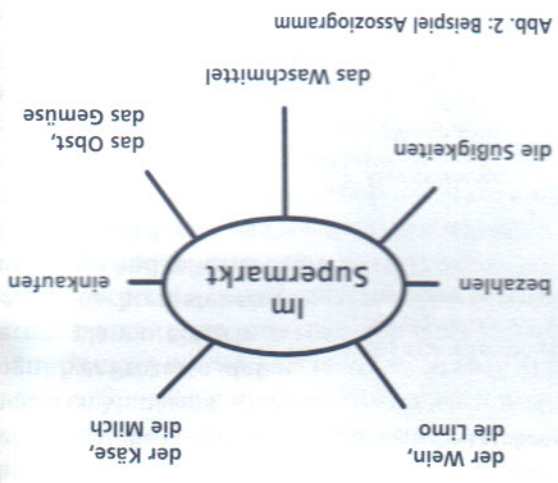 der Wein,
die Limo
der Käse,
die Milch
bezahlen
Im
Supermarkt
einkaufen
die Süßigkeiten
das Obst,
das Gemüse
das Waschmittel
Abb. 2: Beispiel Assoziogramm